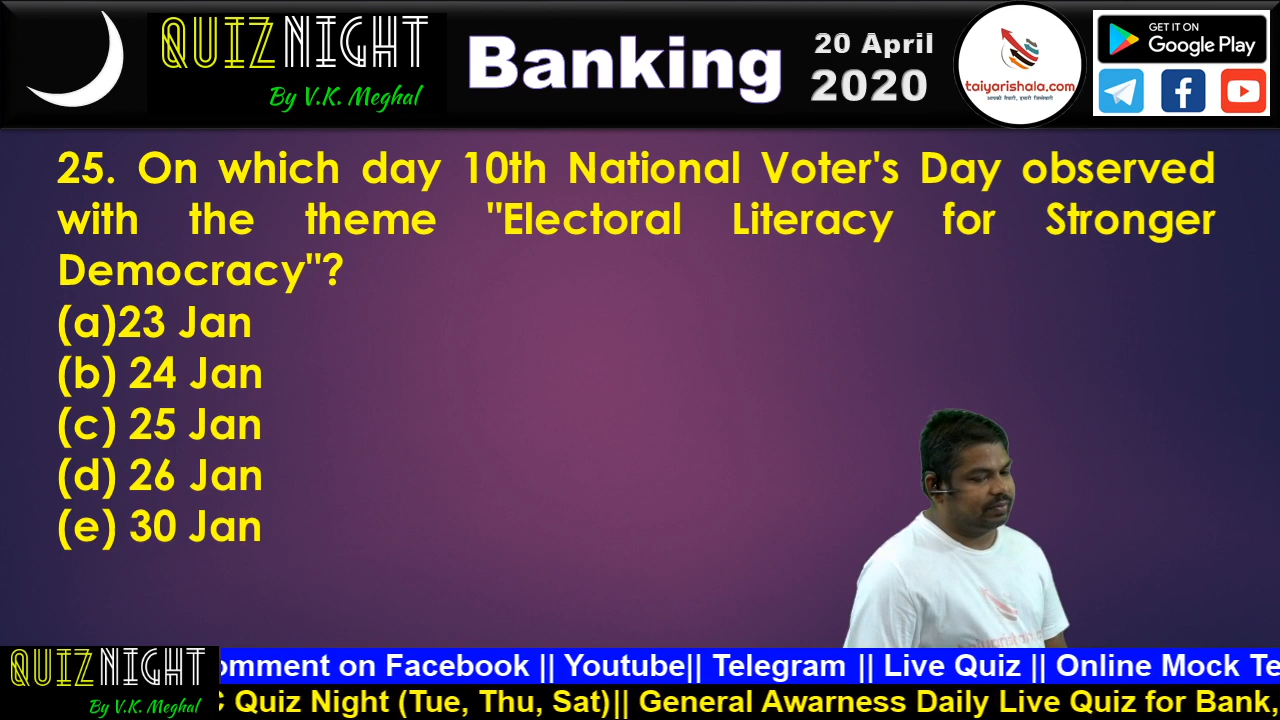 QUIZ NIGHT
By V.K. Meghal
Banking
20 April
2020
taiyarishala.com
आपकी तैयारी, हमारी जिम्मेदारी
GET IT ON
Google Play
25. On which day 10th National Voter's Day observed
with the theme "Electoral Literacy for Stronger
Democracy"?
(a)23 Jan
(b) 24 Jan
(c) 25 Jan
(d) 26 Jan
(e) 30 Jan
QUIZ NIGHT
By V.K. Meghal
omment on Facebook || Youtube|| Telegram || Live Quiz || Online Mock Te
C Quiz Night (Tue, Thu, Sat)|| General Awarness Daily Live Quiz for Bank,